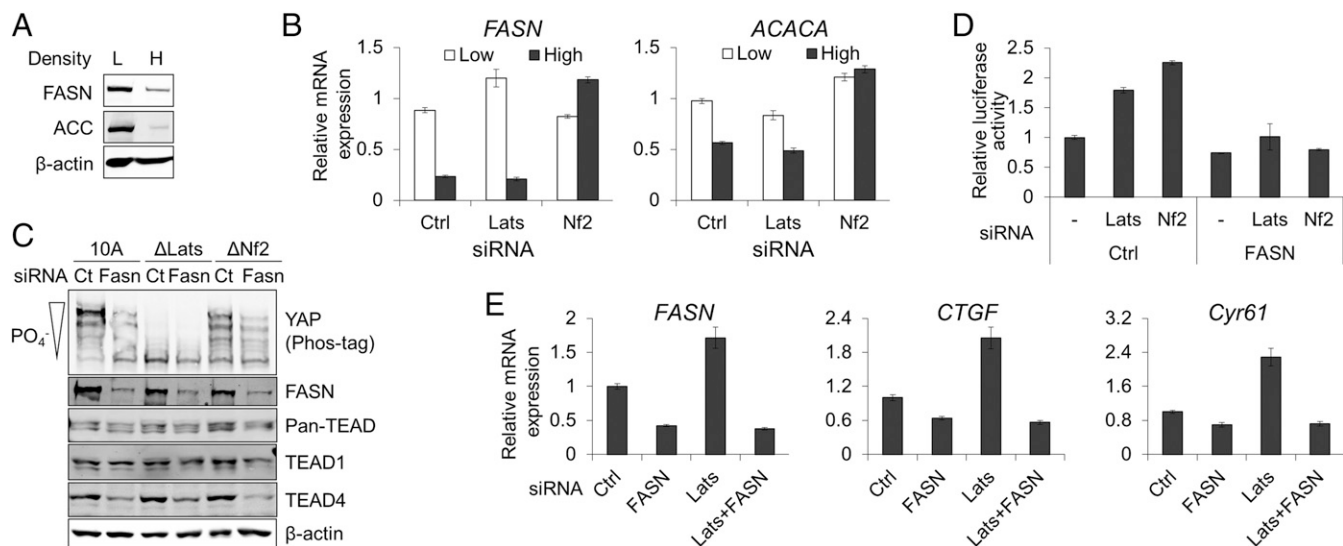 A
Density L H
FASN
ACC
β-actin
B
FASN
Low High
Relative mRNA
expression
1.5
1
0.5
0
Ctrl Lats Nf2
siRNA
ACACA
Low High
1.5
1
0.5
0
Ctrl Lats Nf2
siRNA
C
10A ΔLats ΔNf2
siRNA Ct Fasn Ct Fasn Ct Fasn
PO₄⁻
YAP
(Phos-tag)
FASN
Pan-TEAD
TEAD1
TEAD4
β-actin
D
Relative luciferase
activity
2.5
2
1.5
1
0.5
0
siRNA - Lats Nf2 - Lats Nf2
Ctrl FASN
E
FASN
Relative mRNA
expression
2
1.5
1
0.5
0
siRNA Ctrl FASN Lats Lats+FASN
CTGF
2.4
1.8
1.2
0.6
0
Ctrl FASN Lats Lats+FASN
Cyr61
3.2
2.4
1.6
0.8
0
Ctrl FASN Lats Lats+FASN